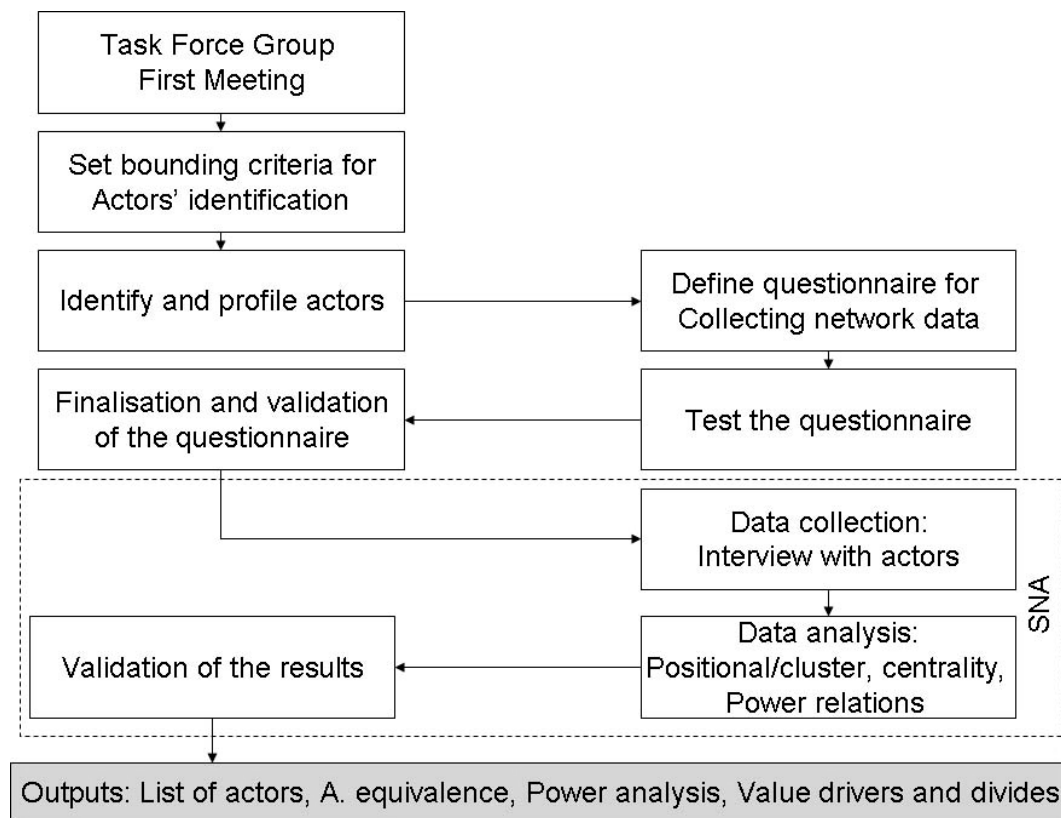 Task Force Group
First Meeting
Set bounding criteria for
Actors’ identification
Identify and profile actors
Define questionnaire for
Collecting network data
Test the questionnaire
Finalisation and validation
of the questionnaire
Data collection:
Interview with actors
SNA
Data analysis:
Positional/cluster, centrality,
Power relations
Validation of the results
Outputs: List of actors, A. equivalence, Power analysis, Value drivers and divides